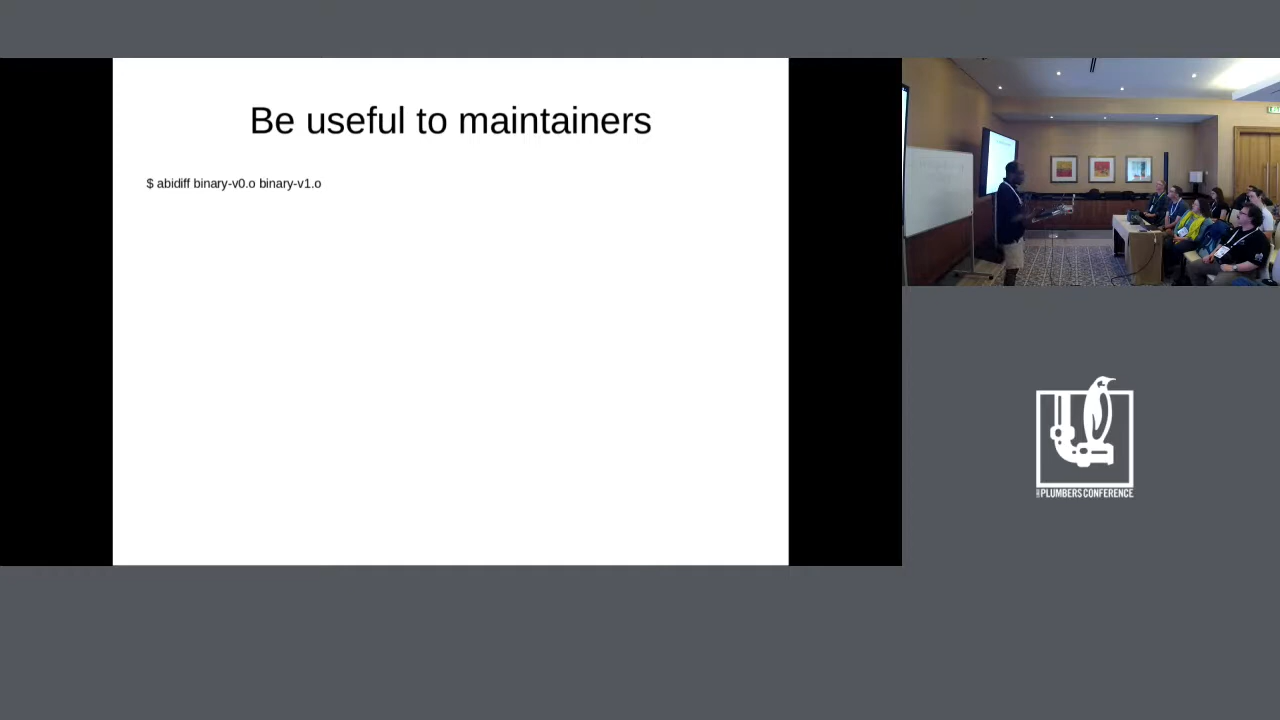 Be useful to maintainers
$ abidiff binary-v0.o binary-v1.o
PLUMBERS CONFERENCE